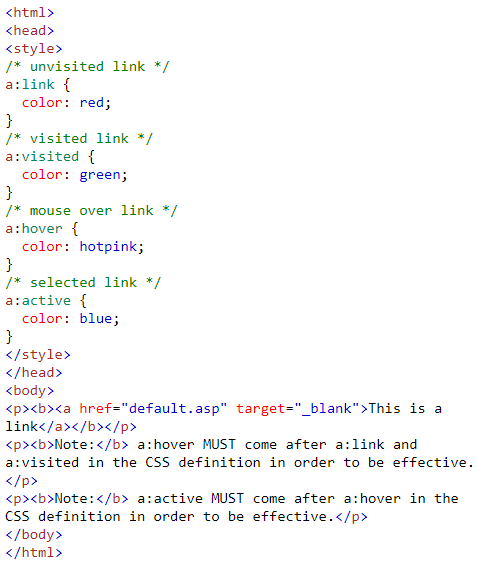 <html>
<head>
<style>
/* unvisited link */
a:link {
  color: red;
}
/* visited link */
a:visited {
  color: green;
}
/* mouse over link */
a:hover {
  color: hotpink;
}
/* selected link */
a:active {
  color: blue;
}
</style>
</head>
<body>
<p><b><a href="default.asp" target="_blank">This is a
link</a></b></p>
<p><b>Note:</b> a:hover MUST come after a:link and
a:visited in the CSS definition in order to be effective.
</p>
<p><b>Note:</b> a:active MUST come after a:hover in the
CSS definition in order to be effective.</p>
</body>
</html>